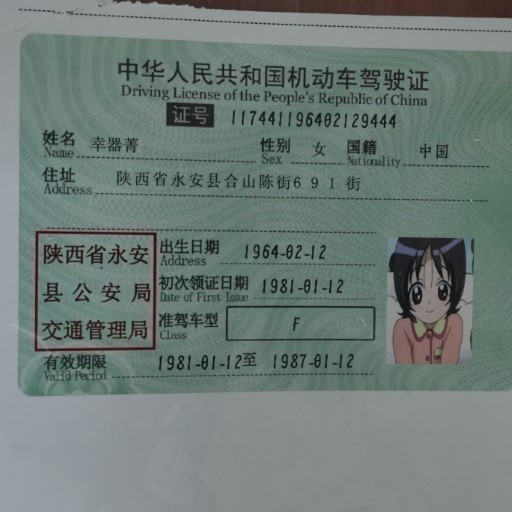 中华人民共和国机动车驾驶证
Driving License of the People's Republic of China
证号 117441196402129444
姓名 幸器菁 性别 女 国籍 中国
Name Sex Nationality
住址 陕西省永安县合山陈街691街
Address
陕西省永安
县公安局
交通管理局
出生日期 1964-02-12
Address
初次领证日期 1981-01-12
Date of First Issue
准驾车型 F
Class
有效期限 1981-01-12至 1987-01-12
Valid Period